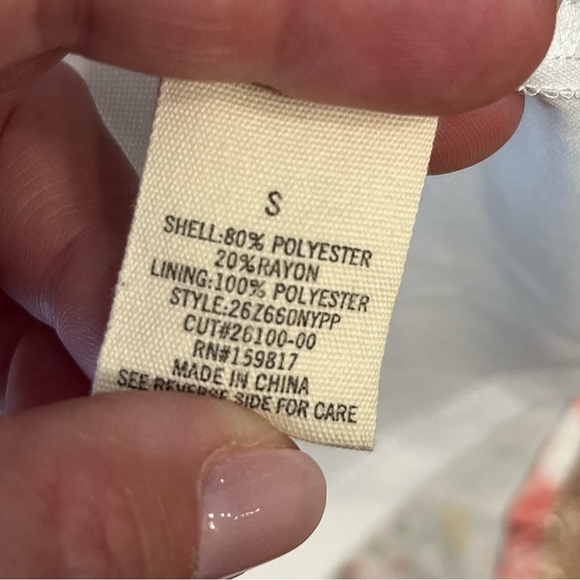 S
SHELL:80% POLYESTER
20%RAYON
LINING:100% POLYESTER
STYLE:26Z660NYPP
CUT#26100-00
RN#159817
MADE IN CHINA
SEE REVERSE SIDE FOR CARE